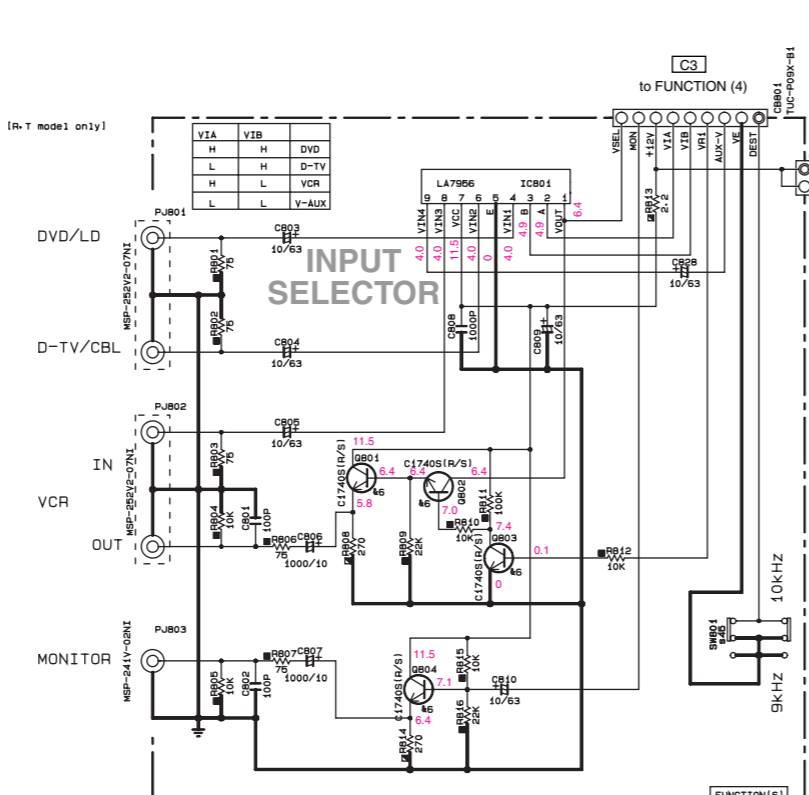 C3
to FUNCTION (4)
CB801
TUC-P09X-B1
[R.T model only]
VSEL
MON
+12V
VIA
VIB
VR1
AUX-V
VE
DEST
VIA VIB
H H DVD
L H D-TV
H L VCR
L L V-AUX
LA7956 IC801
9 8 7 6 5 4 3 2 1
VIN4
VIN3
VCC
VIN2
E
VIN1
B
A
VOUT
4.0
4.0
11.5
4.0
0
4.0
4.9
4.9
6.4
R813
2.2
PJ801
MSP-252V2-07NI
DVD/LD
C803
10/63
R801
75
INPUT
SELECTOR
R802
75
C828
10/63
C808
1000P
C809
10/63
D-TV/CBL
C804
10/63
PJ802
MSP-252V2-07NI
C805
10/63
IN
VCR
OUT
R803
75
R804
10K
C801
100P
R806
75
C806
1000/10
11.5
Q801
C1740S(R/S)
6.4
&6
5.8
C1740S(R/S)
6.4
Q802
6.4
&6
7.0
R811
100K
R810
10K
7.4
R808
270
R809
22K
Q803
C1740S(R/S)
0.1
&6
0
R812
10K
10kHz
SW801
9kHz
PJ803
MSP-241V-02NI
MONITOR
R805
10K
C802
100P
R807
75
C807
1000/10
11.5
Q804
C1740S(R/S)
7.1
&6
6.4
R815
10K
C810
10/63
R816
22K
R814
270
FUNCTION(5)